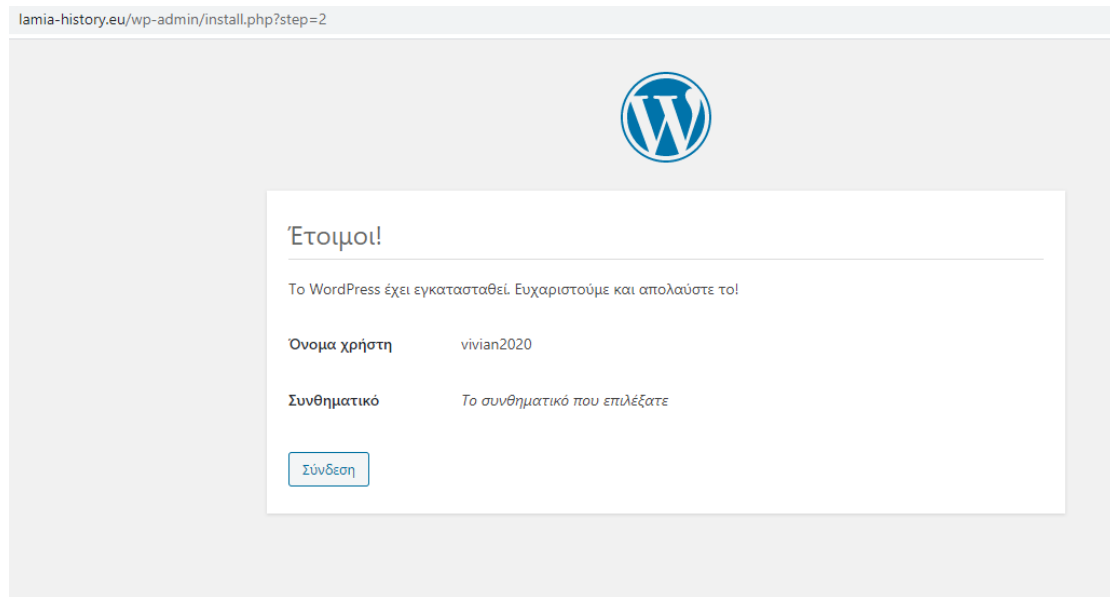 lamia-history.eu/wp-admin/install.php?step=2
Έτοιμοι!
Το WordPress έχει εγκατασταθεί. Ευχαριστούμε και απολαύστε το!
Όνομα χρήστη vivian2020
Συνθηματικό Το συνθηματικό που επιλέξατε
Σύνδεση